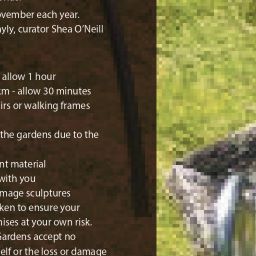 ovember each year.
yly, curator Shea O'Neill
allow 1 hour
km - allow 30 minutes
irs or walking frames
the gardens due to the
nt material
with you
mage sculptures
ken to ensure your
nises at your own risk.
Gardens accept no
elf or the loss or damage